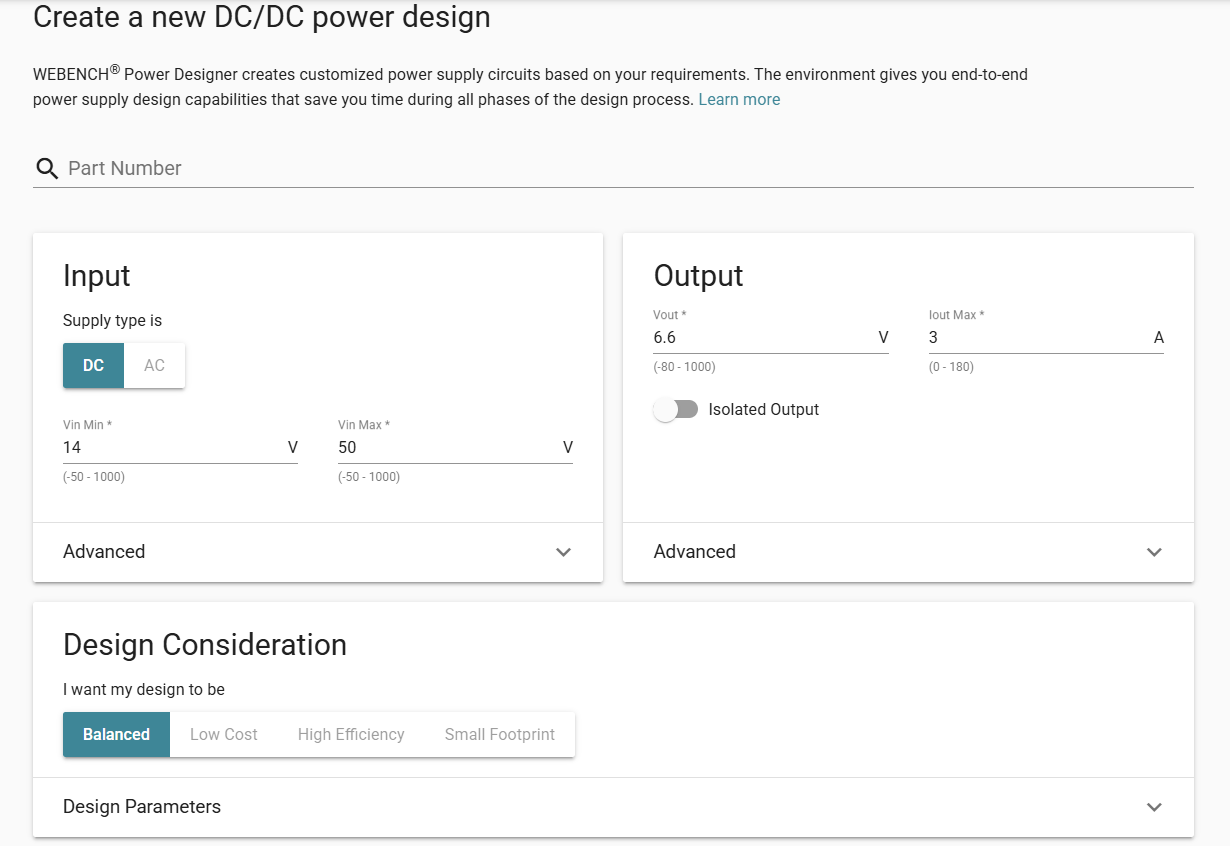 Create a new DC/DC power design
WEBENCH® Power Designer creates customized power supply circuits based on your requirements. The environment gives you end-to-end
power supply design capabilities that save you time during all phases of the design process. Learn more
Part Number
Input
Supply type is
DC AC
Vin Min * Vin Max *
14 V 50 V
(-50 - 1000) (-50 - 1000)
Advanced
Output
Vout * Iout Max *
6.6 V 3 A
(-80 - 1000) (0 - 180)
Isolated Output
Advanced
Design Consideration
I want my design to be
Balanced Low Cost High Efficiency Small Footprint
Design Parameters